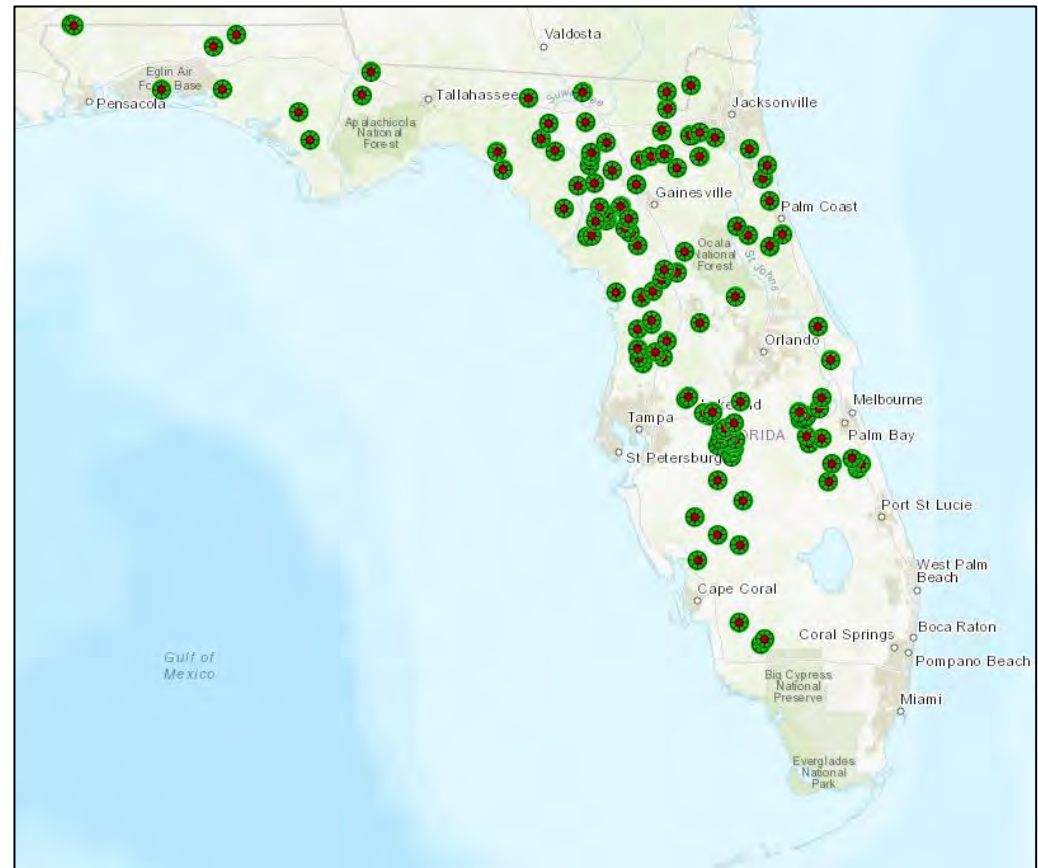 Valdosta
Eglin Air
Base
Pensacola
Tallahassee
Jacksonville
Apalachicola
National
Forest
Gainesville
Palm Coast
Ocala
National
Forest
St Johns
Orlando
Melbourne
Tampa
Palm Bay
St Petersburg
Port St Lucie
West Palm
Beach
Cape Coral
Boca Raton
Coral Springs
Pompano Beach
Gulf of
Mexico
Big Cypress
National
Preserve
Miami
Everglades
National
Park